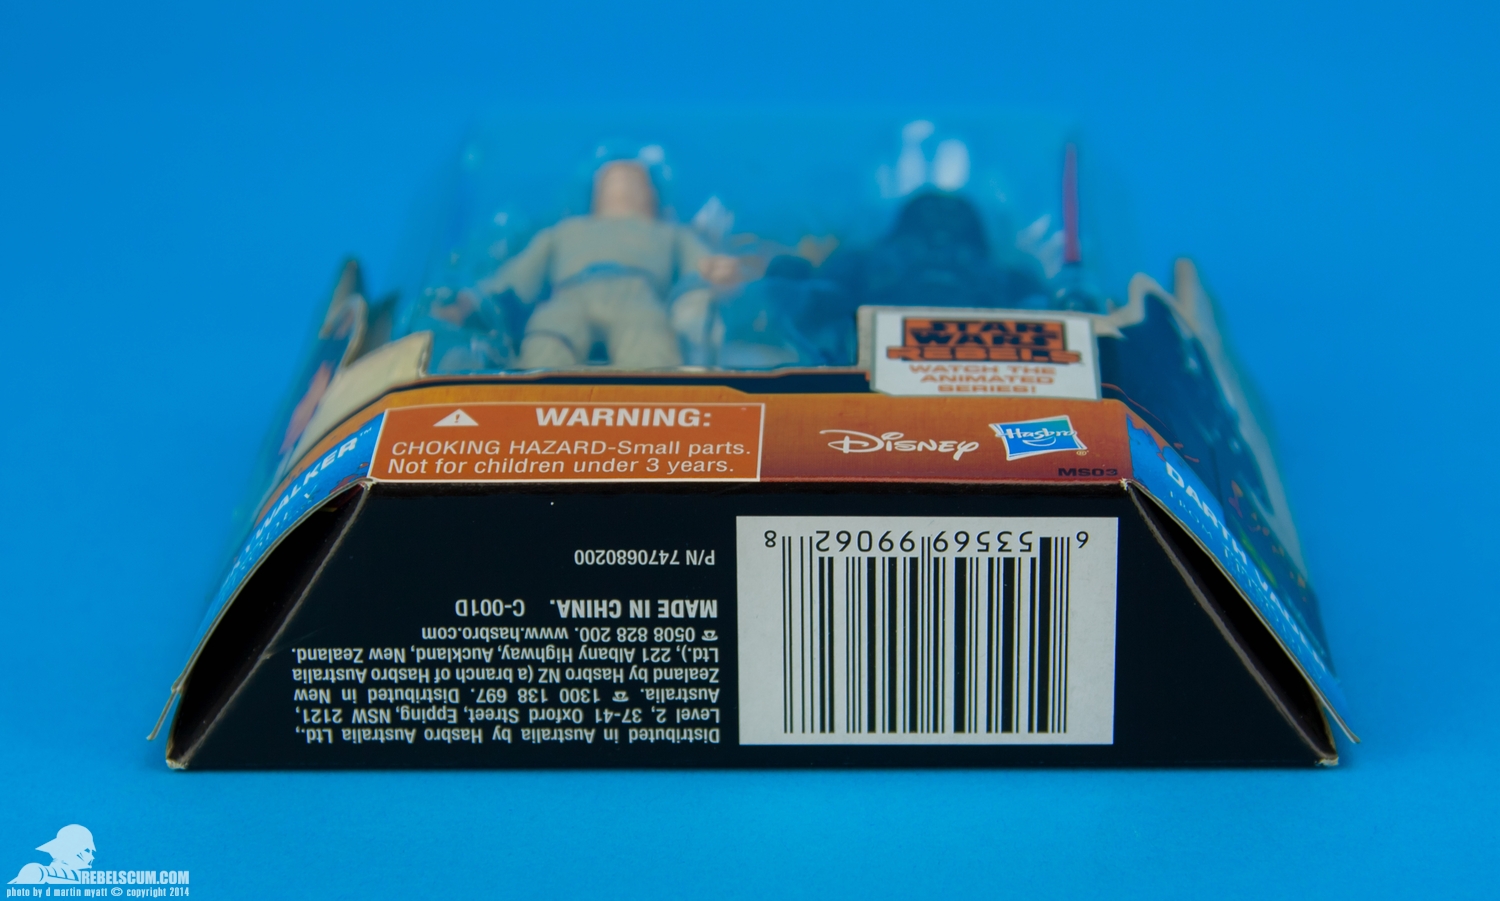 STAR
WARS
REBELS
WATCH THE
ANIMATED
SERIES!
WARNING:
CHOKING HAZARD-Small parts.
Not for children under 3 years.
Disney
Hasbro
®
MS03
WALKER™
DARTH VADER
Distributed in Australia by Hasbro Australia Ltd.,
Level 2, 37-41 Oxford Street, Epping, NSW 2121,
Australia. ☎ 1300 138 697. Distributed in New
Zealand by Hasbro NZ (a branch of Hasbro Australia
Ltd.), 221 Albany Highway, Auckland, New Zealand.
☎ 0508 828 200. www.hasbro.com
MADE IN CHINA. C-001D
P/N 7470680200
6 53569 99062 8
REBELSCUM.COM
photo by d martin myatt © copyright 2014